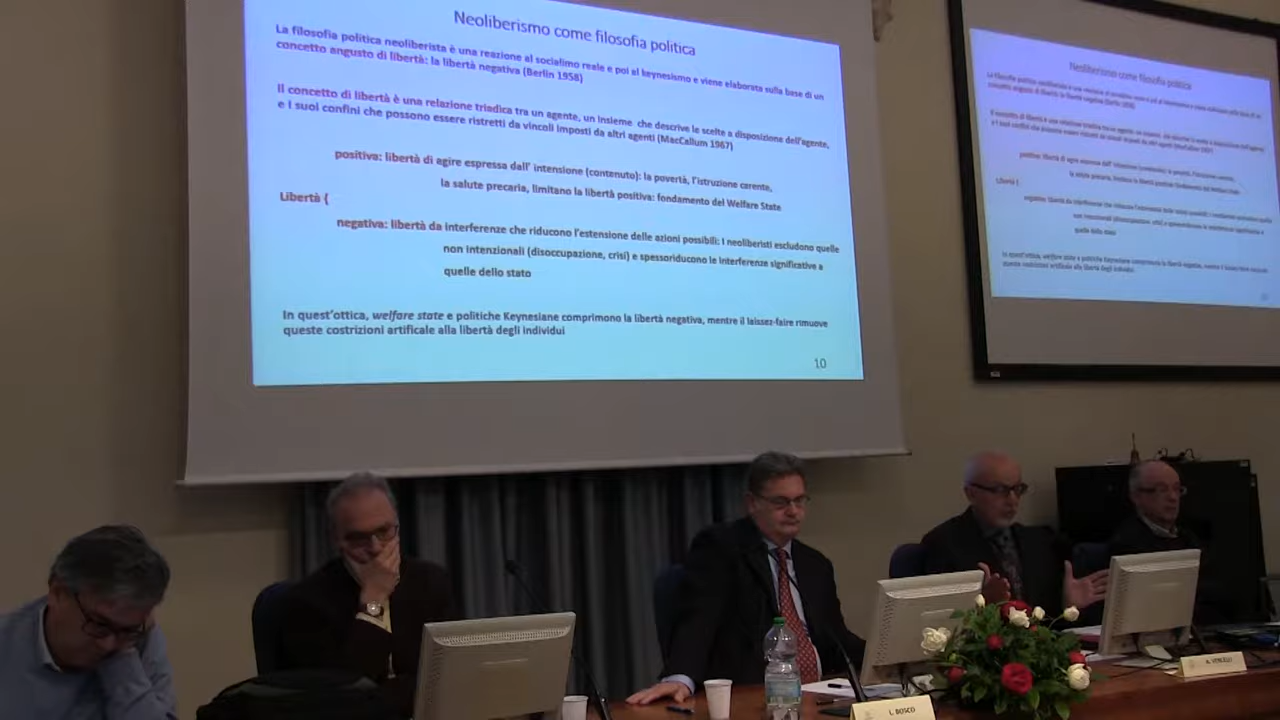 Neoliberismo come filosofia politica
La filosofia politica neoliberista è una reazione al socialimo reale e poi al keynesismo e viene elaborata sulla base di un
concetto angusto di libertà: la libertà negativa (Berlin 1958)
Il concetto di libertà è una relazione triadica tra un agente, un insieme che descrive le scelte a disposizione dell'agente,
e i suoi confini che possono essere ristretti da vincoli imposti da altri agenti (MacCallum 1967)
positiva: libertà di agire espressa dall' intensione (contenuto): la povertà, l'istruzione carente,
la salute precaria, limitano la libertà positiva: fondamento del Welfare State
Libertà {
negativa: libertà da interferenze che riducono l'estensione delle azioni possibili: i neoliberisti escludono quelle
non intenzionali (disoccupazione, crisi) e spessoriducono le interferenze significative a
quelle dello stato
In quest'ottica, welfare state e politiche Keynesiane comprimono la libertà negativa, mentre il laissez-faire rimuove
queste costrizioni artificale alla libertà degli individui
10
Neoliberismo come filosofia politica
Libertà {
quelle dello stato
L. BOSCO
A. VERCELLI